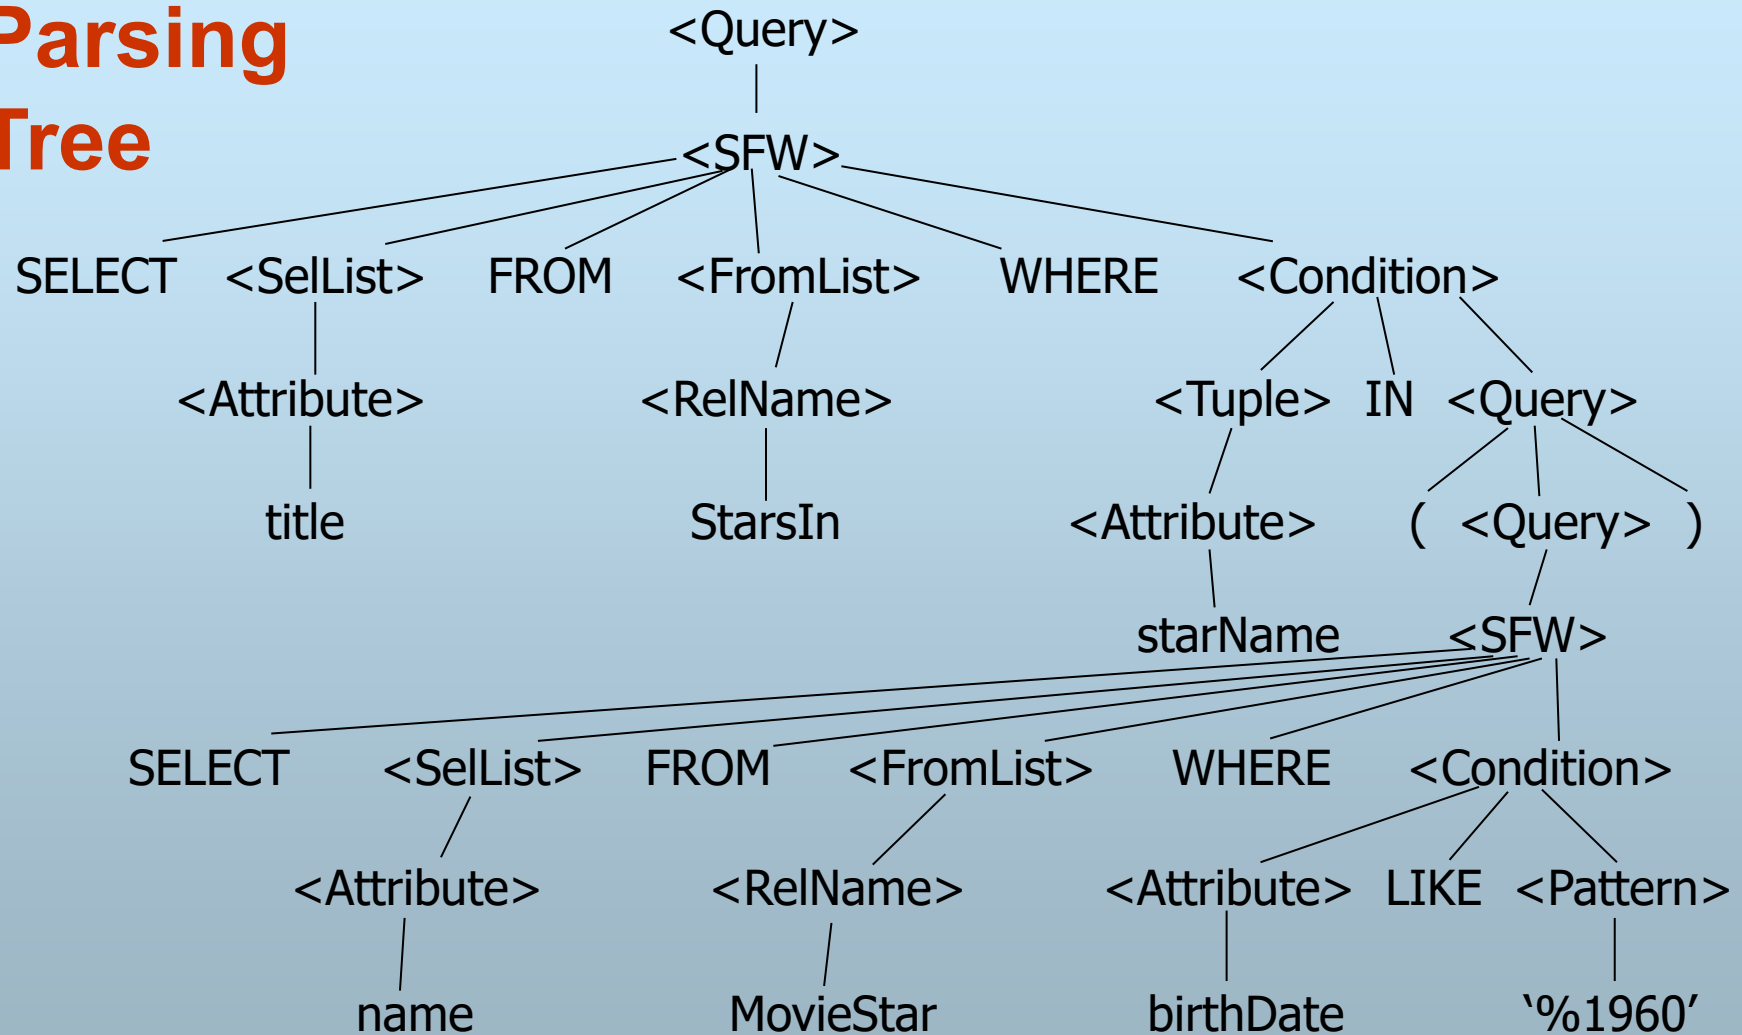 Parsing
Tree
<Query>
<SFW>
SELECT <SelList> FROM <FromList> WHERE <Condition>
<Attribute> <RelName> <Tuple> IN <Query>
title StarsIn <Attribute> ( <Query> )
starName <SFW>
SELECT <SelList> FROM <FromList> WHERE <Condition>
<Attribute> <RelName> <Attribute> LIKE <Pattern>
name MovieStar birthDate ‘%1960’